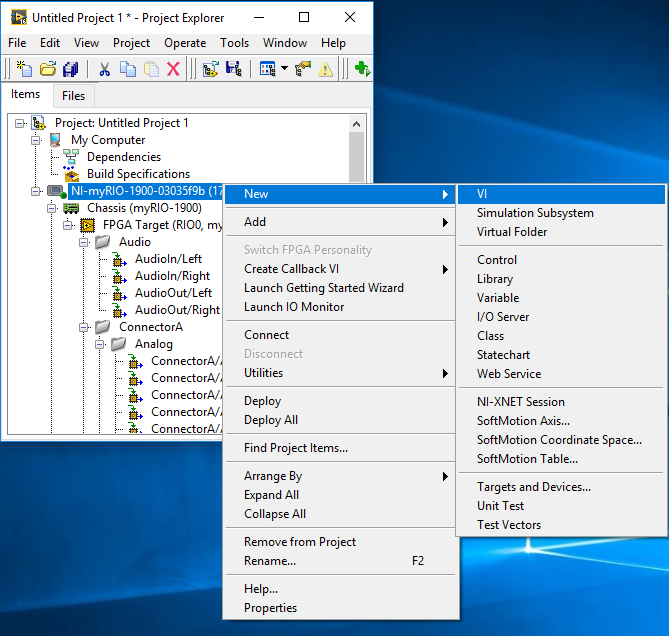 Untitled Project 1 * - Project Explorer
File Edit View Project Operate Tools Window Help
Items Files
Project: Untitled Project 1
My Computer
Dependencies
Build Specifications
NI-myRIO-1900-03035f9b (17
Chassis (myRIO-1900)
FPGA Target (RIO0, my
Audio
AudioIn/Left
AudioIn/Right
AudioOut/Left
AudioOut/Right
ConnectorA
Analog
ConnectorA/A
ConnectorA/A
ConnectorA/A
ConnectorA/A
ConnectorA/A
New
Add
Switch FPGA Personality
Create Callback VI
Launch Getting Started Wizard
Launch IO Monitor
Connect
Disconnect
Utilities
Deploy
Deploy All
Find Project Items...
Arrange By
Expand All
Collapse All
Remove from Project
Rename... F2
Help...
Properties
VI
Simulation Subsystem
Virtual Folder
Control
Library
Variable
I/O Server
Class
Statechart
Web Service
NI-XNET Session
SoftMotion Axis...
SoftMotion Coordinate Space...
SoftMotion Table...
Targets and Devices...
Unit Test
Test Vectors